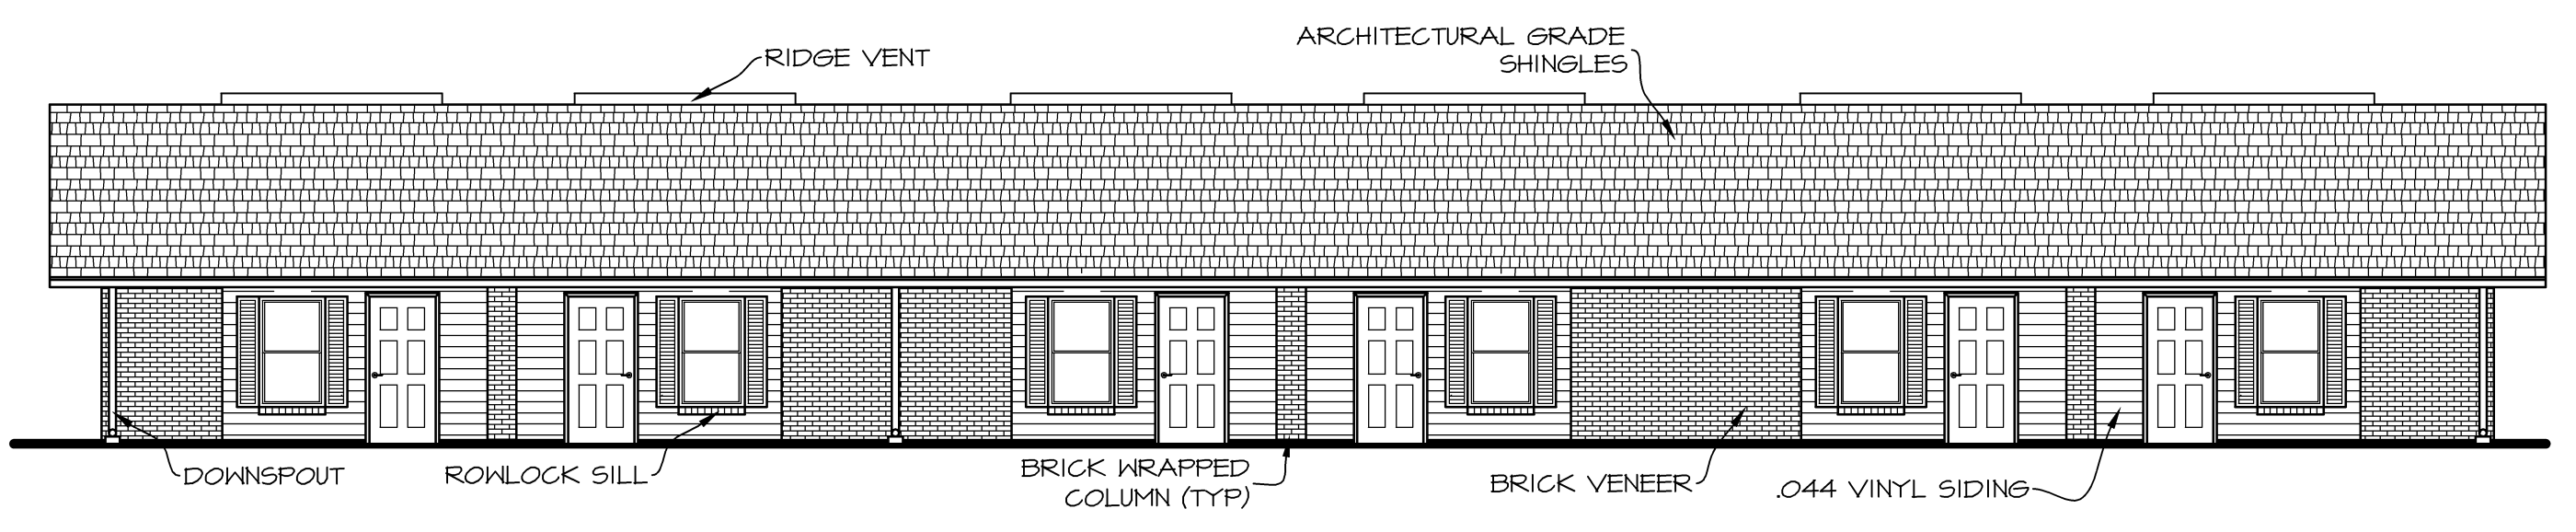 RIDGE VENT
ARCHITECTURAL GRADE
SHINGLES
DOWNSPOUT
ROWLOCK SILL
BRICK WRAPPED
COLUMN (TYP)
BRICK VENEER
.044 VINYL SIDING